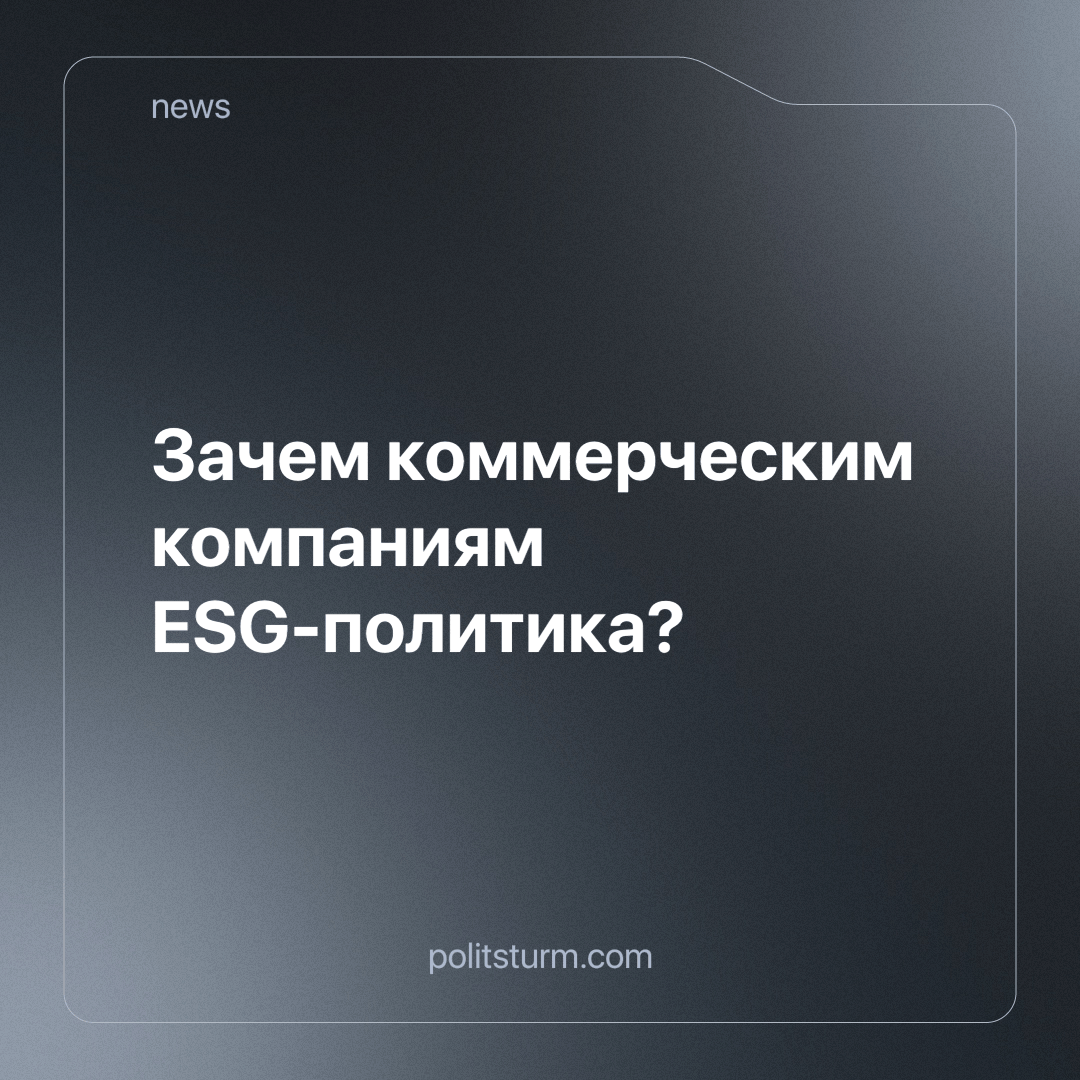 news
Зачем коммерческим
компаниям
ESG-политика?
politsturm.com